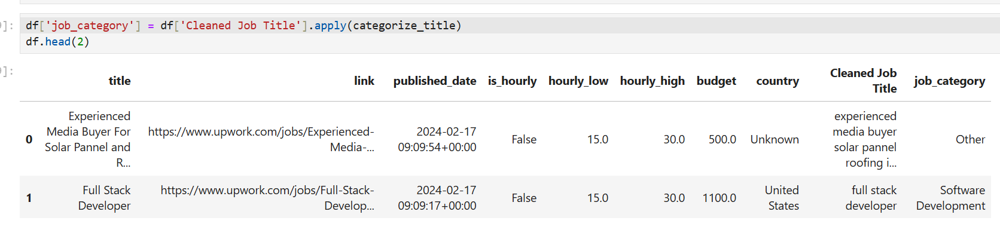 ]: df['job_category'] = df['Cleaned Job Title'].apply(categorize_title)
df.head(2)
]:
title link published_date is_hourly hourly_low hourly_high budget country Cleaned Job Title job_category
0 Experienced Media Buyer For Solar Pannel and R... https://www.upwork.com/jobs/Experienced-Media-... 2024-02-17 09:09:54+00:00 False 15.0 30.0 500.0 Unknown experienced media buyer solar pannel roofing i... Other
1 Full Stack Developer https://www.upwork.com/jobs/Full-Stack-Develop... 2024-02-17 09:09:17+00:00 False 15.0 30.0 1100.0 United States full stack developer Software Development